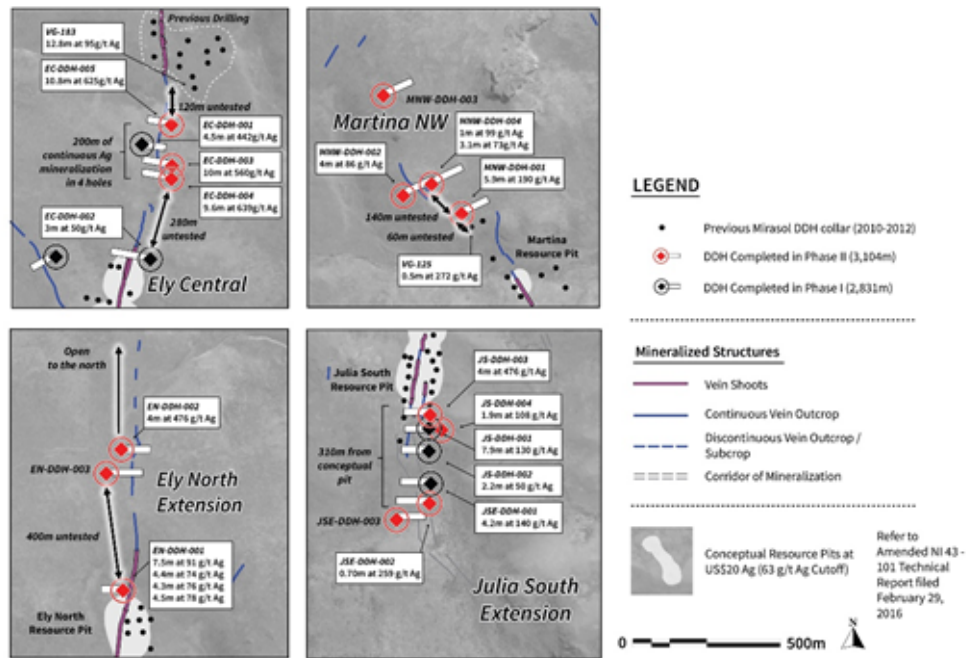 Previous Drilling
VG-183
12.8m at 95g/t Ag
EC-DDH-005
10.8m at 625g/t Ag
120m untested
EC-DDH-001
4.5m at 442g/t Ag
200m of
continuous Ag
mineralization
in 4 holes
EC-DDH-003
10m at 560g/t Ag
EC-DDH-004
9.6m at 639g/t Ag
EC-DDH-002
3m at 50g/t Ag
280m
untested
Ely Central
MNW-DDH-003
Martina NW
MNW-DDH-004
1m at 99 g/t Ag
3.1m at 73g/t Ag
MNW-DDH-002
4m at 86 g/t Ag
MNW-DDH-001
5.9m at 190 g/t Ag
140m untested
60m untested
Martina
Resource Pit
VG-125
0.5m at 272 g/t Ag
Open
to the north
EN-DDH-002
4m at 476 g/t Ag
EN-DDH-003
Ely North
Extension
400m untested
EN-DDH-001
7.5m at 91 g/t Ag
4.4m at 74 g/t Ag
4.3m at 76 g/t Ag
4.5m at 78 g/t Ag
Ely North
Resource Pit
Julia South
Resource Pit
JS-DDH-003
4m at 476 g/t Ag
JS-DDH-004
1.9m at 108 g/t Ag
JS-DDH-001
7.9m at 130 g/t Ag
310m from
conceptual
pit
JS-DDH-002
2.2m at 50 g/t Ag
JSE-DDH-001
4.2m at 140 g/t Ag
JSE-DDH-003
JSE-DDH-002
0.70m at 259 g/t Ag
Julia South
Extension
LEGEND
Previous Mirasol DDH collar (2010-2012)
DDH Completed in Phase II (3,104m)
DDH Completed in Phase I (2,831m)
Mineralized Structures
Vein Shoots
Continuous Vein Outcrop
Discontinuous Vein Outcrop /
Subcrop
Corridor of Mineralization
Conceptual Resource Pits at
US$20 Ag (63 g/t Ag Cutoff)
Refer to
Amended NI 43 -
101 Technical
Report filed
February 29,
2016
0 500m
N